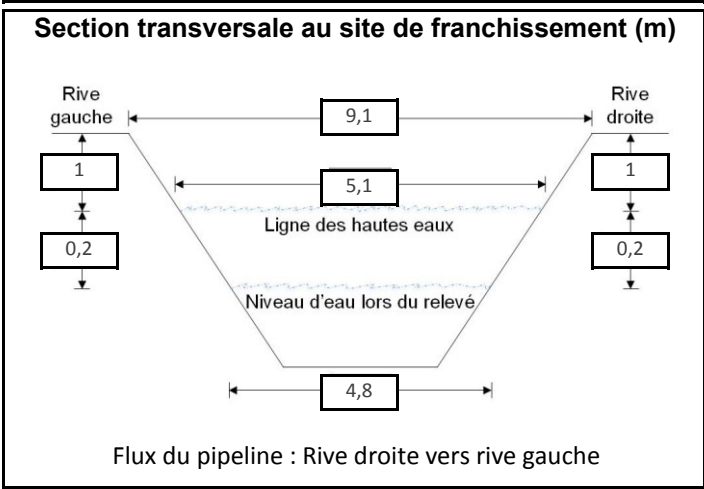 Section transversale au site de franchissement (m)
Rive
gauche
9,1
Rive
droite
1
5,1
1
Ligne des hautes eaux
0,2
0,2
Niveau d'eau lors du relevé
4,8
Flux du pipeline : Rive droite vers rive gauche